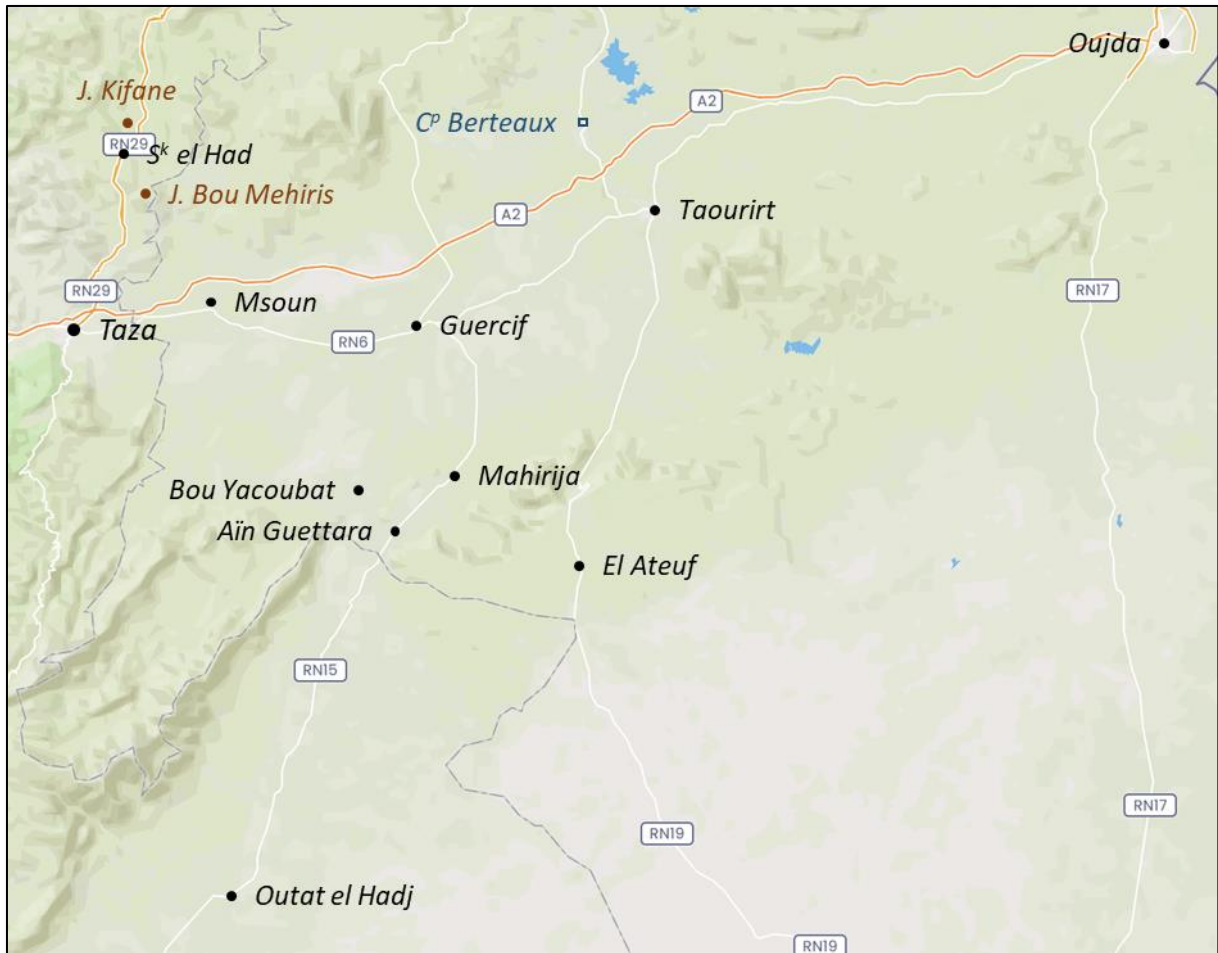 Oujda
J. Kifane
A2
Cᵖ Berteaux
RN29
Sᵏ el Had
J. Bou Mehiris
Taourirt
A2
RN29
RN17
Msoun
Taza
Guercif
RN6
Mahirija
Bou Yacoubat
Aïn Guettara
El Ateuf
RN15
RN17
RN19
Outat el Hadj
RN19